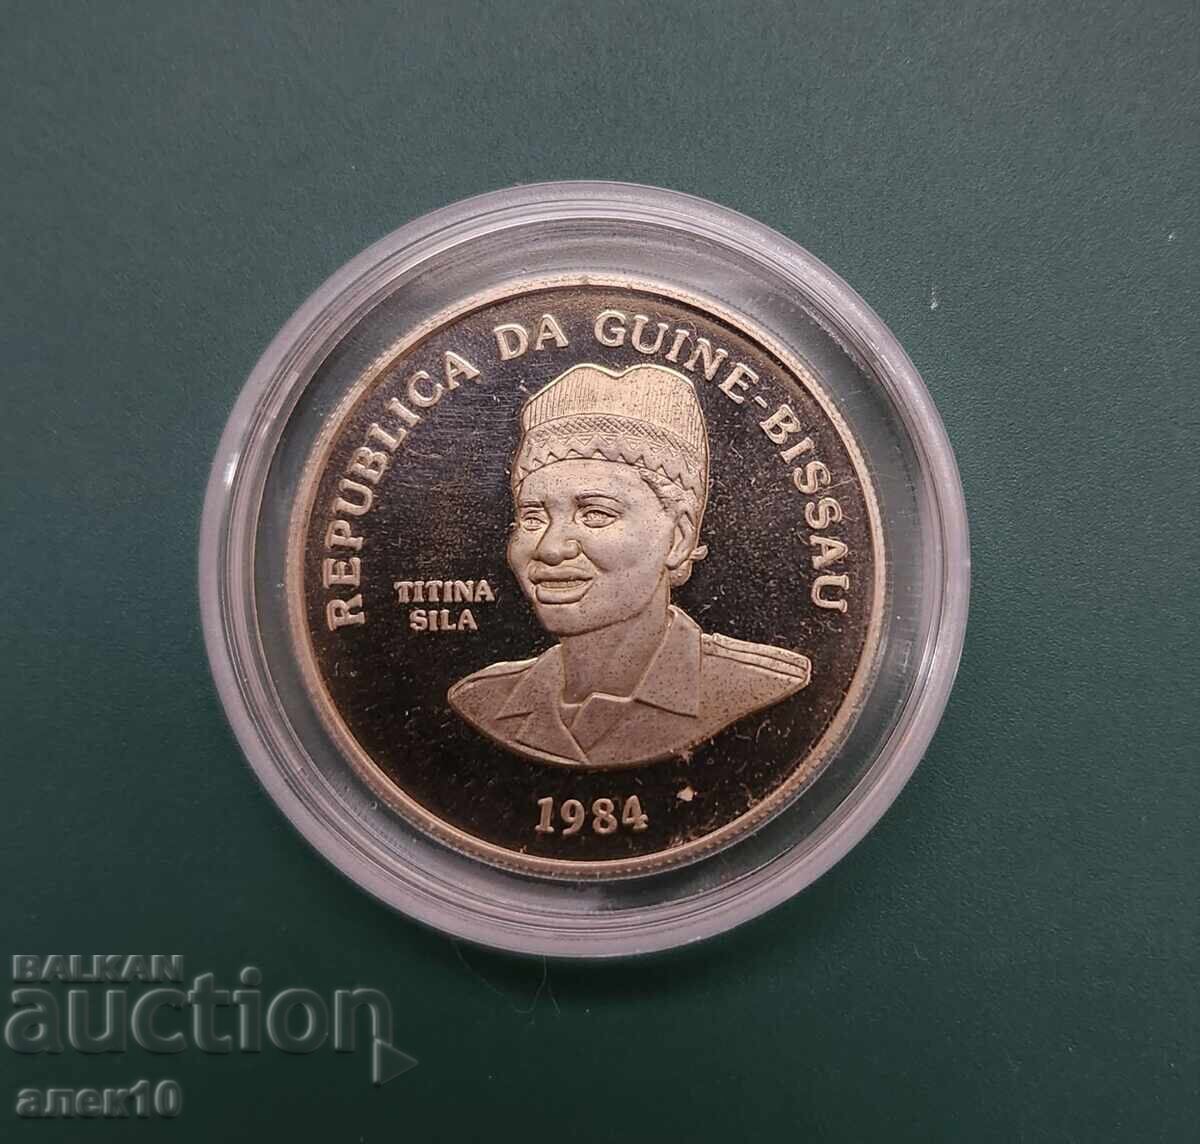 REPUBLICA DA GUINE-BISSAU
TITINA
SILA
1984
BALKAN
auction
алек10